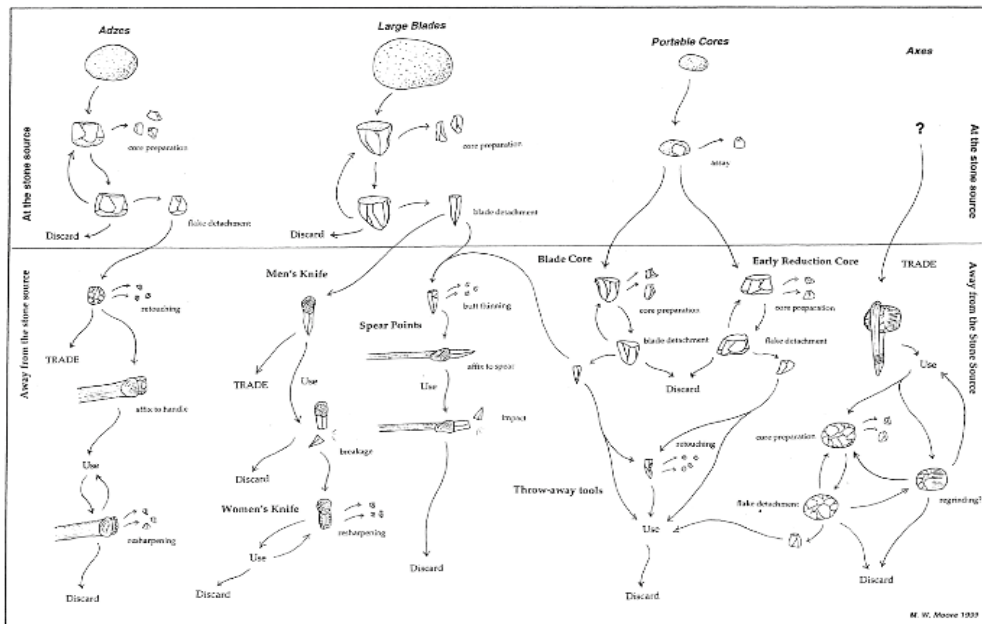 Adzes
Large Blades
Portable Cores
Axes
At the stone source
At the stone source
?
core preparation
core preparation
assay
flake detachment
blade detachment
Discard
Discard
Away from the stone source
Away from the Stone Source
retouching
TRADE
affix to handle
Use
resharpening
Discard
Men's Knife
TRADE
Use
breakage
Discard
Women's Knife
resharpening
Use
Discard
butt thinning
Spear Points
affix to spear
Use
impact
Discard
Blade Core
core preparation
blade detachment
Early Reduction Core
core preparation
flake detachment
Discard
retouching
Throw-away tools
Use
Discard
TRADE
Use
core preparation
flake detachment
regrinding?
Discard
M. W. Moore 1999